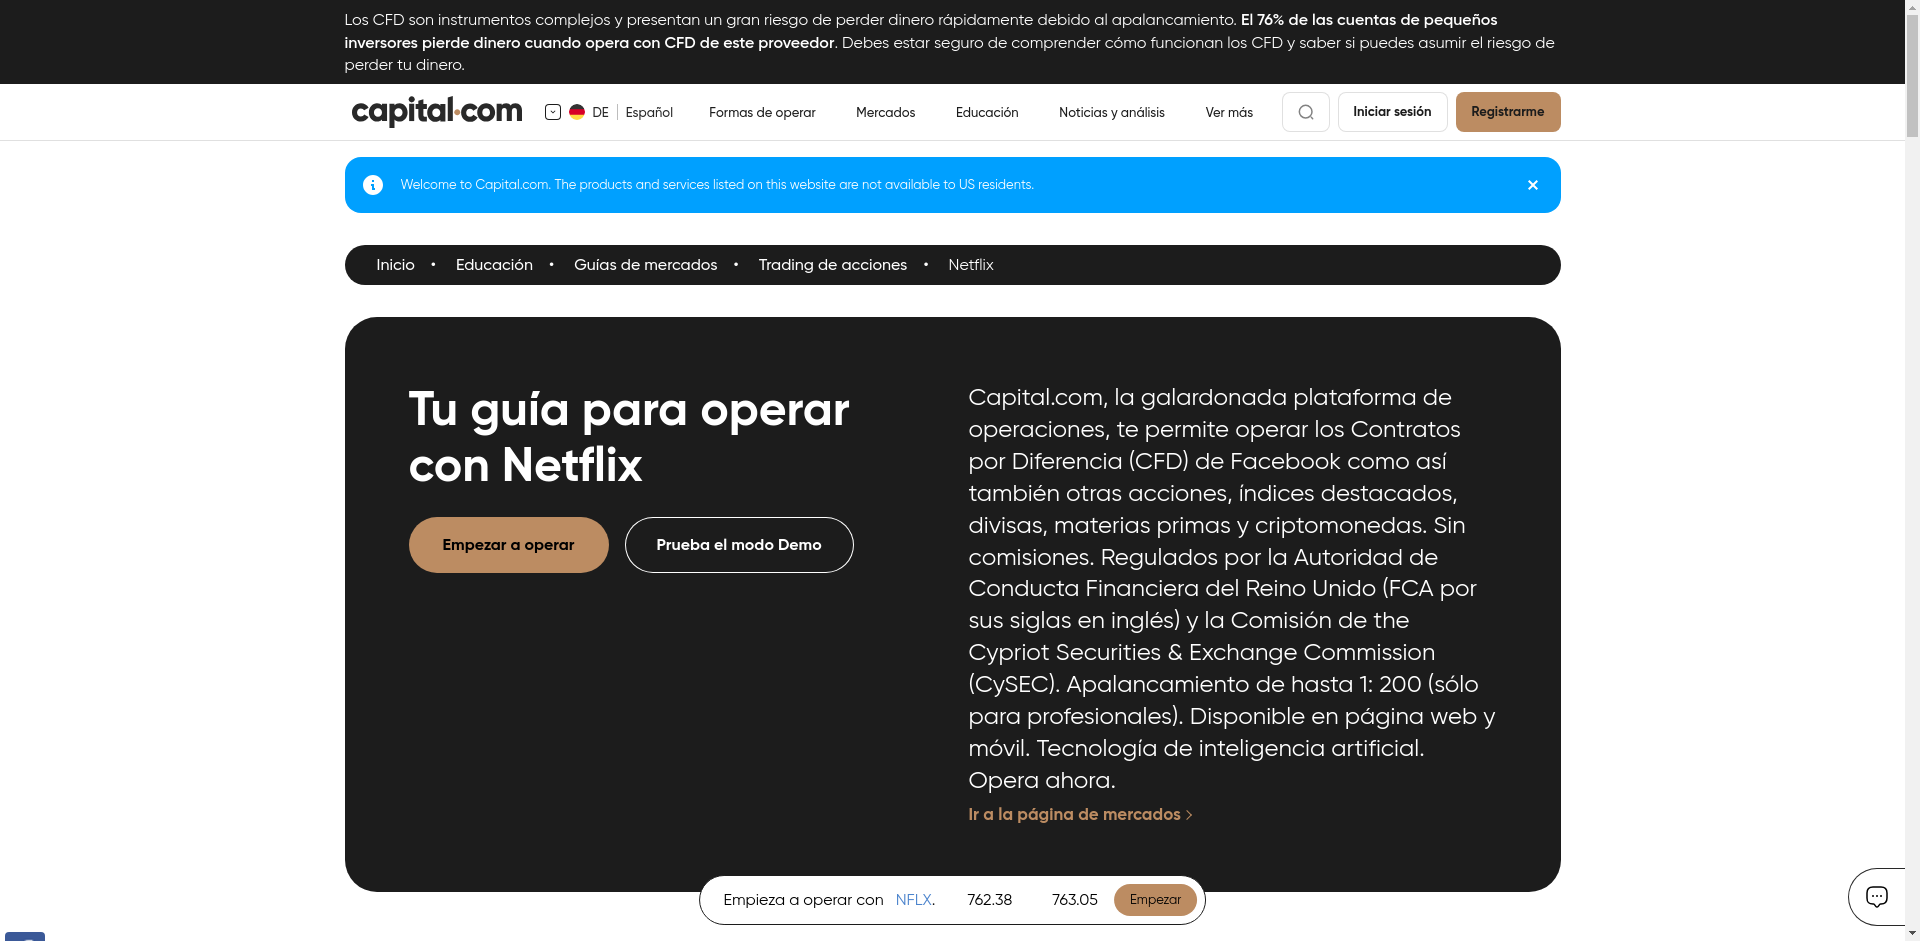 Los CFD son instrumentos complejos y presentan un gran riesgo de perder dinero rápidamente debido al apalancamiento. El 76% de las cuentas de pequeños
inversores pierde dinero cuando opera con CFD de este proveedor. Debes estar seguro de comprender cómo funcionan los CFD y saber si puedes asumir el riesgo de
perder tu dinero.
capital.com DE Español Formas de operar Mercados Educación Noticias y análisis Ver más Iniciar sesión Registrarme
Welcome to Capital.com. The products and services listed on this website are not available to US residents.
Inicio • Educación • Guías de mercados • Trading de acciones • Netflix
Tu guía para operar
con Netflix
Empezar a operar Prueba el modo Demo
Capital.com, la galardonada plataforma de
operaciones, te permite operar los Contratos
por Diferencia (CFD) de Facebook como así
también otras acciones, índices destacados,
divisas, materias primas y criptomonedas. Sin
comisiones. Regulados por la Autoridad de
Conducta Financiera del Reino Unido (FCA por
sus siglas en inglés) y la Comisión de the
Cypriot Securities & Exchange Commission
(CySEC). Apalancamiento de hasta 1: 200 (sólo
para profesionales). Disponible en página web y
móvil. Tecnología de inteligencia artificial.
Opera ahora.
Ir a la página de mercados
Empieza a operar con NFLX. 762.38 763.05 Empezar